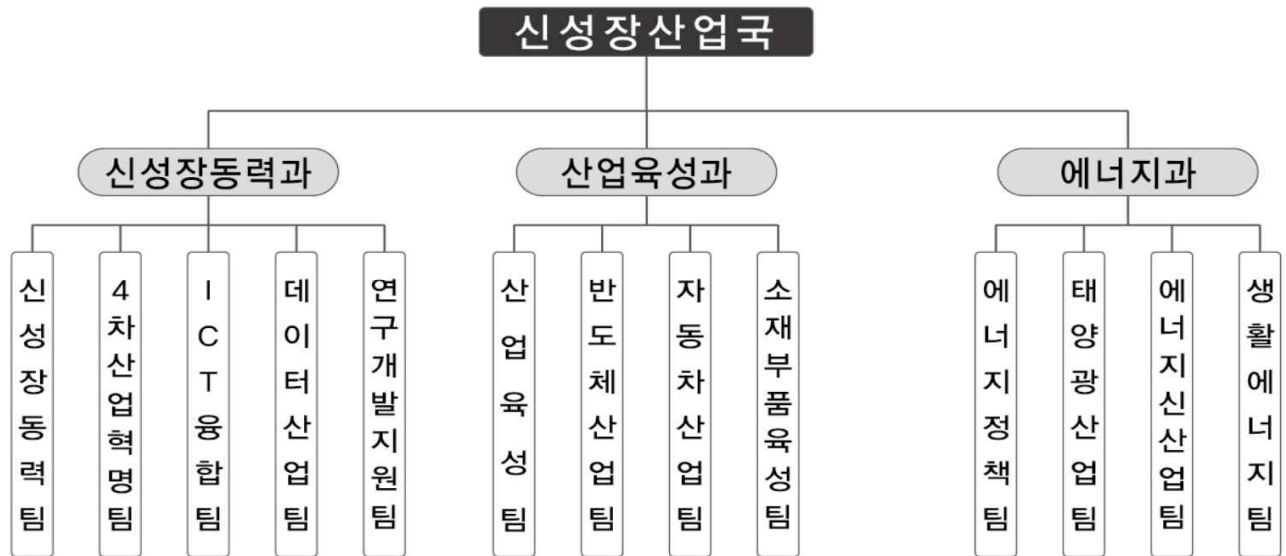 신성장산업국
신성장동력과
산업육성과
에너지과
신성장동력팀
4차산업혁명팀
ICT융합팀
데이터산업팀
연구개발지원팀
산업육성팀
반도체산업팀
자동차산업팀
소재부품육성팀
에너지정책팀
태양광산업팀
에너지신산업팀
생활에너지팀